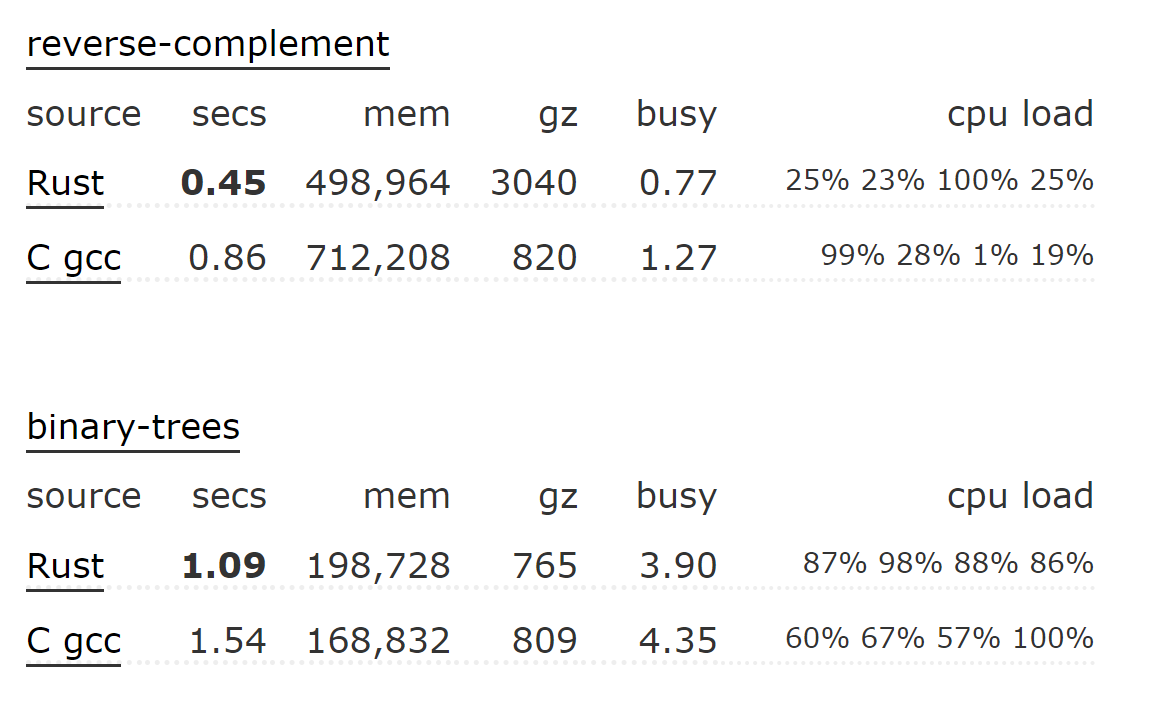 reverse-complement
source secs mem gz busy cpu load
Rust 0.45 498,964 3040 0.77 25% 23% 100% 25%
C gcc 0.86 712,208 820 1.27 99% 28% 1% 19%
binary-trees
source secs mem gz busy cpu load
Rust 1.09 198,728 765 3.90 87% 98% 88% 86%
C gcc 1.54 168,832 809 4.35 60% 67% 57% 100%